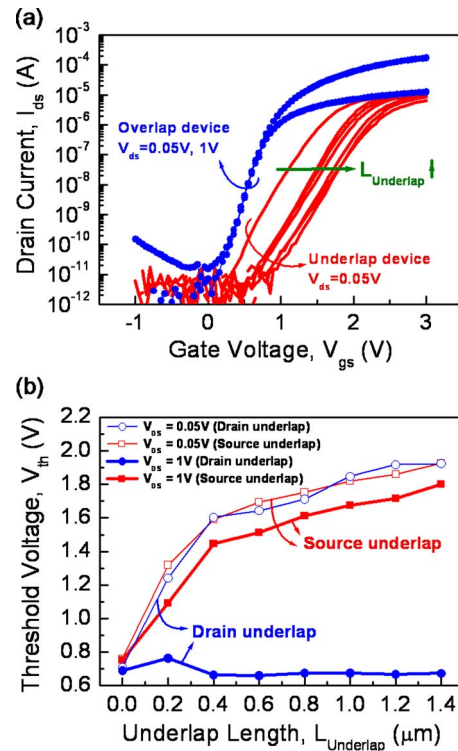 (a)
Drain Current, I_ds (A)
10^-3
10^-4
10^-5
10^-6
10^-7
10^-8
10^-9
10^-10
10^-11
10^-12
Overlap device
V_ds=0.05V, 1V
L_Underlap
Underlap device
V_ds=0.05V
-1 0 1 2 3
Gate Voltage, V_gs (V)
(b)
Threshold Voltage, V_th (V)
2.2
2.0
1.8
1.6
1.4
1.2
1.0
0.8
0.6
V_DS = 0.05V (Drain underlap)
V_DS = 0.05V (Source underlap)
V_DS = 1V (Drain underlap)
V_DS = 1V (Source underlap)
Source underlap
Drain underlap
0.0 0.2 0.4 0.6 0.8 1.0 1.2 1.4
Underlap Length, L_Underlap (μm)